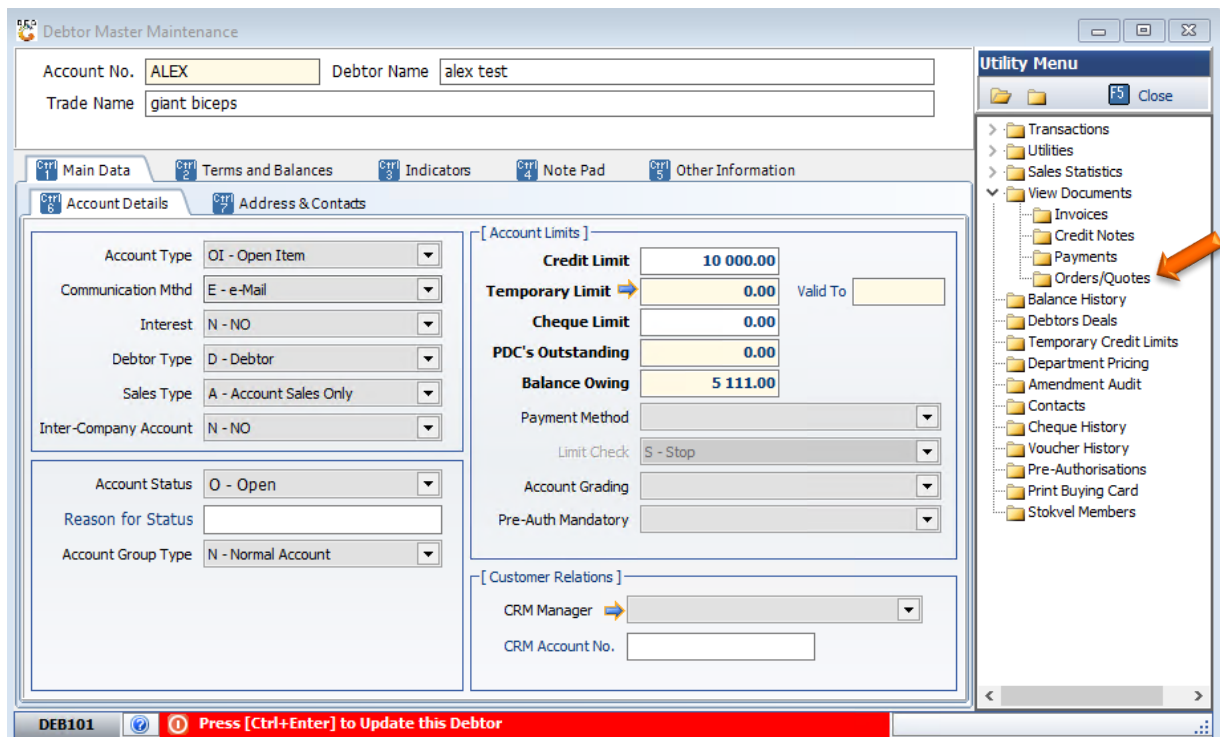 Debtor Master Maintenance
Account No. ALEX Debtor Name alex test
Trade Name giant biceps
Ctrl 1 Main Data Ctrl 2 Terms and Balances Ctrl 3 Indicators Ctrl 4 Note Pad Ctrl 5 Other Information
Ctrl 6 Account Details Ctrl 7 Address & Contacts
Account Type OI - Open Item
Communication Mthd E - e-Mail
Interest N - NO
Debtor Type D - Debtor
Sales Type A - Account Sales Only
Inter-Company Account N - NO
Account Status O - Open
Reason for Status
Account Group Type N - Normal Account
[ Account Limits ]
Credit Limit 10 000.00
Temporary Limit 0.00 Valid To
Cheque Limit 0.00
PDC's Outstanding 0.00
Balance Owing 5 111.00
Payment Method
Limit Check S - Stop
Account Grading
Pre-Auth Mandatory
[ Customer Relations ]
CRM Manager
CRM Account No.
Utility Menu
F5 Close
Transactions
Utilities
Sales Statistics
View Documents
Invoices
Credit Notes
Payments
Orders/Quotes
Balance History
Debtors Deals
Temporary Credit Limits
Department Pricing
Amendment Audit
Contacts
Cheque History
Voucher History
Pre-Authorisations
Print Buying Card
Stokvel Members
DEB101 Press [Ctrl+Enter] to Update this Debtor